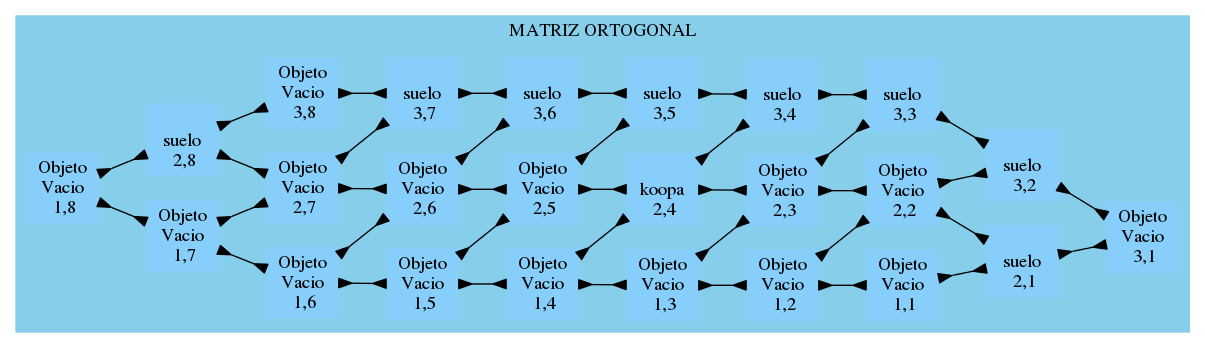 MATRIZ ORTOGONAL
Objeto
Vacio
3,8
suelo
3,7
suelo
3,6
suelo
3,5
suelo
3,4
suelo
3,3
suelo
2,8
suelo
3,2
Objeto
Vacio
1,8
Objeto
Vacio
2,7
Objeto
Vacio
2,6
Objeto
Vacio
2,5
koopa
2,4
Objeto
Vacio
2,3
Objeto
Vacio
2,2
Objeto
Vacio
1,7
Objeto
Vacio
3,1
Objeto
Vacio
1,6
Objeto
Vacio
1,5
Objeto
Vacio
1,4
Objeto
Vacio
1,3
Objeto
Vacio
1,2
Objeto
Vacio
1,1
suelo
2,1